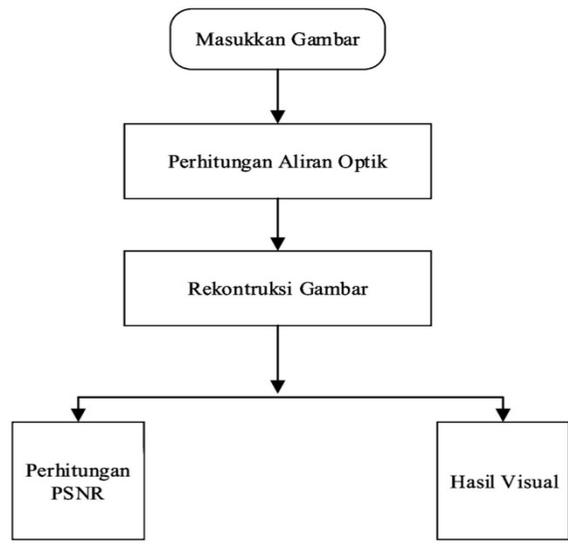 Masukkan Gambar
Perhitungan Aliran Optik
Rekontruksi Gambar
Perhitungan
PSNR
Hasil Visual